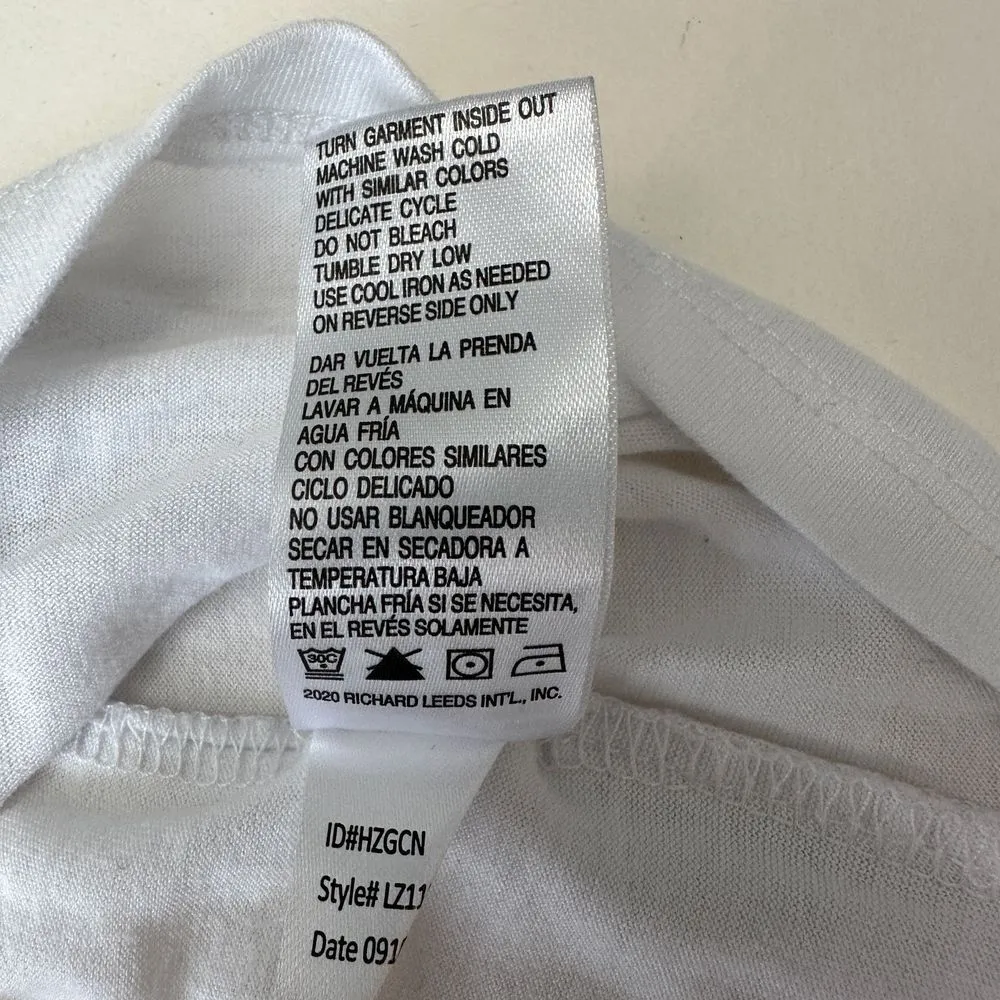 TURN GARMENT INSIDE OUT
MACHINE WASH COLD
WITH SIMILAR COLORS
DELICATE CYCLE
DO NOT BLEACH
TUMBLE DRY LOW
USE COOL IRON AS NEEDED
ON REVERSE SIDE ONLY
DAR VUELTA LA PRENDA
DEL REVÉS
LAVAR A MÁQUINA EN
AGUA FRÍA
CON COLORES SIMILARES
CICLO DELICADO
NO USAR BLANQUEADOR
SECAR EN SECADORA A
TEMPERATURA BAJA
PLANCHA FRÍA SI SE NECESITA,
EN EL REVÉS SOLAMENTE
30C
2020 RICHARD LEEDS INT'L., INC.
ID#HZGCN
Style# LZ11
Date 091